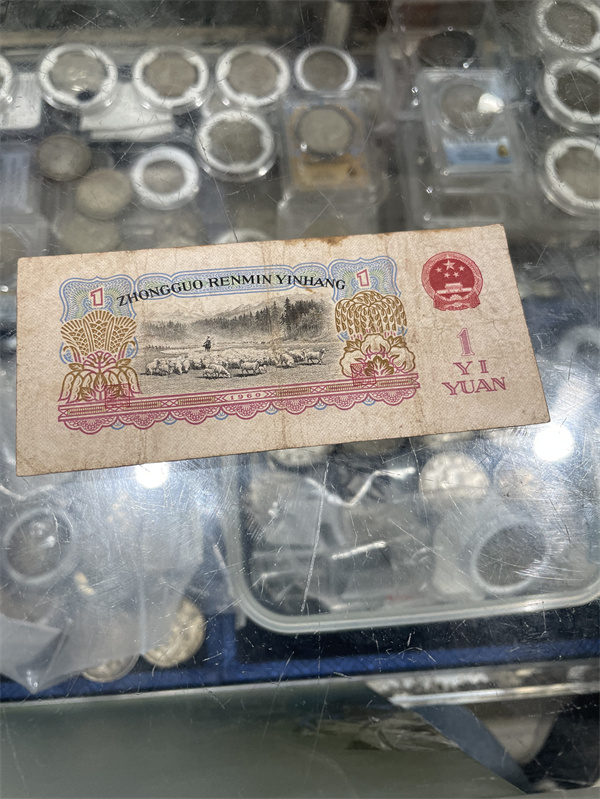 1
ZHONGGUO RENMIN YINHANG
1
1960
1
YI
YUAN